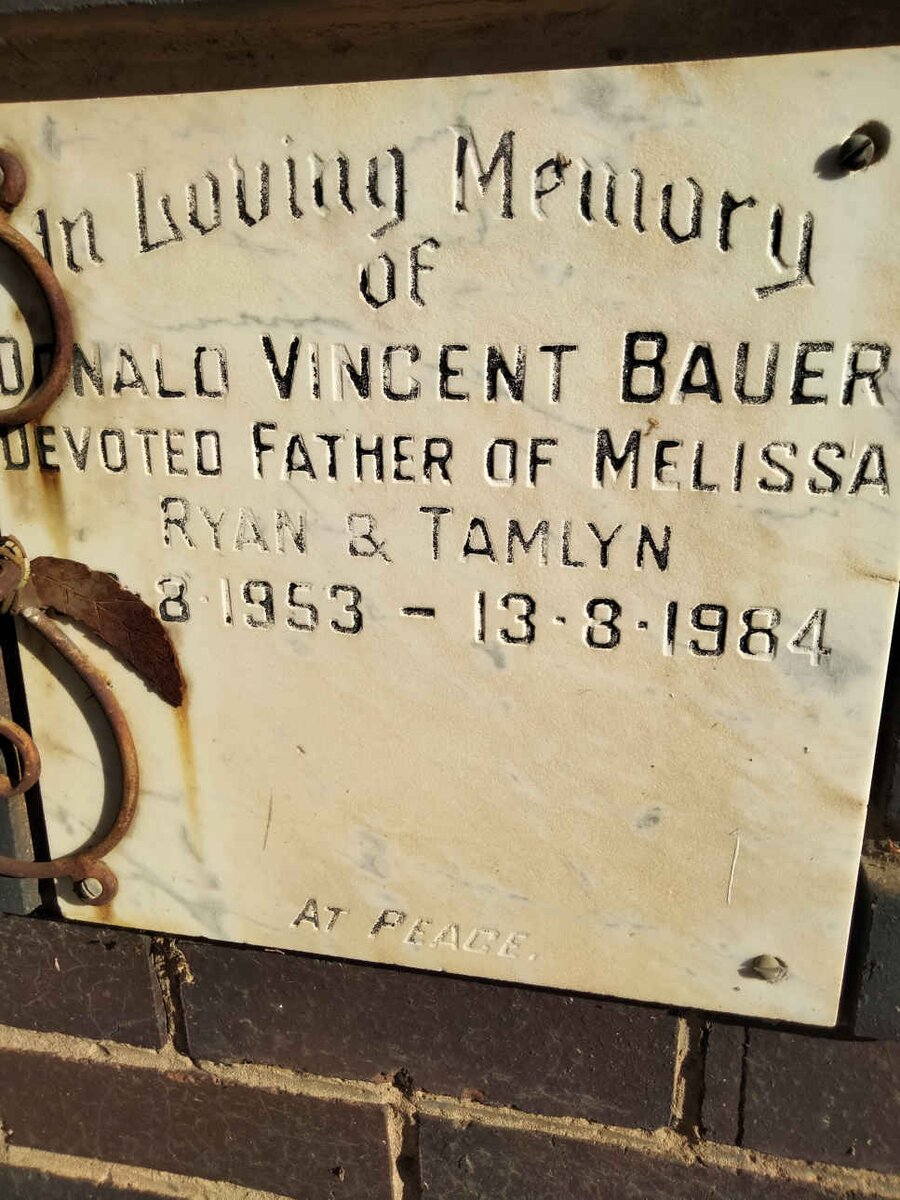 In Loving Memory
of
DONALD VINCENT BAUER
DEVOTED FATHER OF MELISSA
RYAN & TAMLYN
8·1953 – 13·8·1984
AT PEACE.